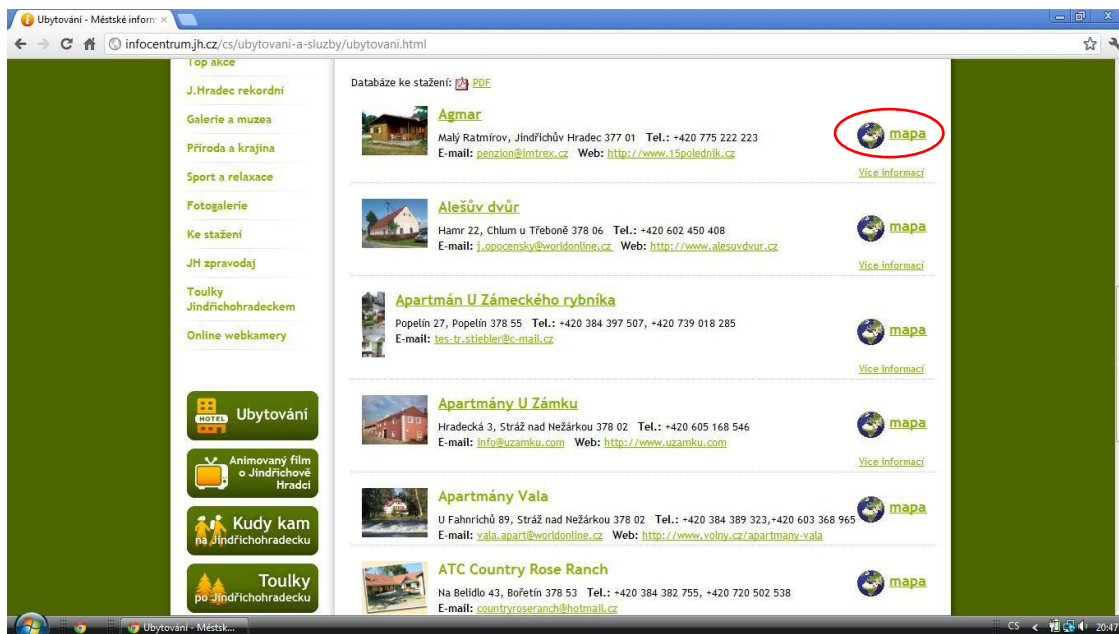 Ubytování - Městské inform
infocentrum.jh.cz/cs/ubytovani-a-sluzby/ubytovani.html
Top akce
J.Hradec rekordní
Galerie a muzea
Příroda a krajina
Sport a relaxace
Fotogalerie
Ke stažení
JH zpravodaj
Toulky
Jindřichohradeckem
Online webkamery
HOTEL Ubytování
Animovaný film
o Jindřichově
Hradci
Kudy kam
na Jindřichohradecku
Toulky
po Jindřichohradecku
Databáze ke stažení: PDF
Agmar
Malý Ratmírov, Jindřichův Hradec 377 01 Tel.: +420 775 222 223
E-mail: penzion@imtrex.cz Web: http://www.15polednik.cz
mapa
Více informací
Alešův dvůr
Hamr 22, Chlum u Třeboně 378 06 Tel.: +420 602 450 408
E-mail: j.opocensky@worldonline.cz Web: http://www.alesuvdvur.cz
mapa
Více informací
Apartmán U Zámeckého rybníka
Popelín 27, Popelín 378 55 Tel.: +420 384 397 507, +420 739 018 285
E-mail: tes-tr.stiebler@c-mail.cz
mapa
Více informací
Apartmány U Zámku
Hradecká 3, Stráž nad Nežárkou 378 02 Tel.: +420 605 168 546
E-mail: info@uzamku.com Web: http://www.uzamku.com
mapa
Více informací
Apartmány Vala
U Fahnrichů 89, Stráž nad Nežárkou 378 02 Tel.: +420 384 389 323,+420 603 368 965
E-mail: vala.apart@worldonline.cz Web: http://www.volny.cz/apartmany-vala
mapa
ATC Country Rose Ranch
Na Belidlo 43, Bořetín 378 53 Tel.: +420 384 382 755, +420 720 502 538
E-mail: countryroseranch@hotmail.cz
mapa
Ubytování - Městsk...
CS
20:47